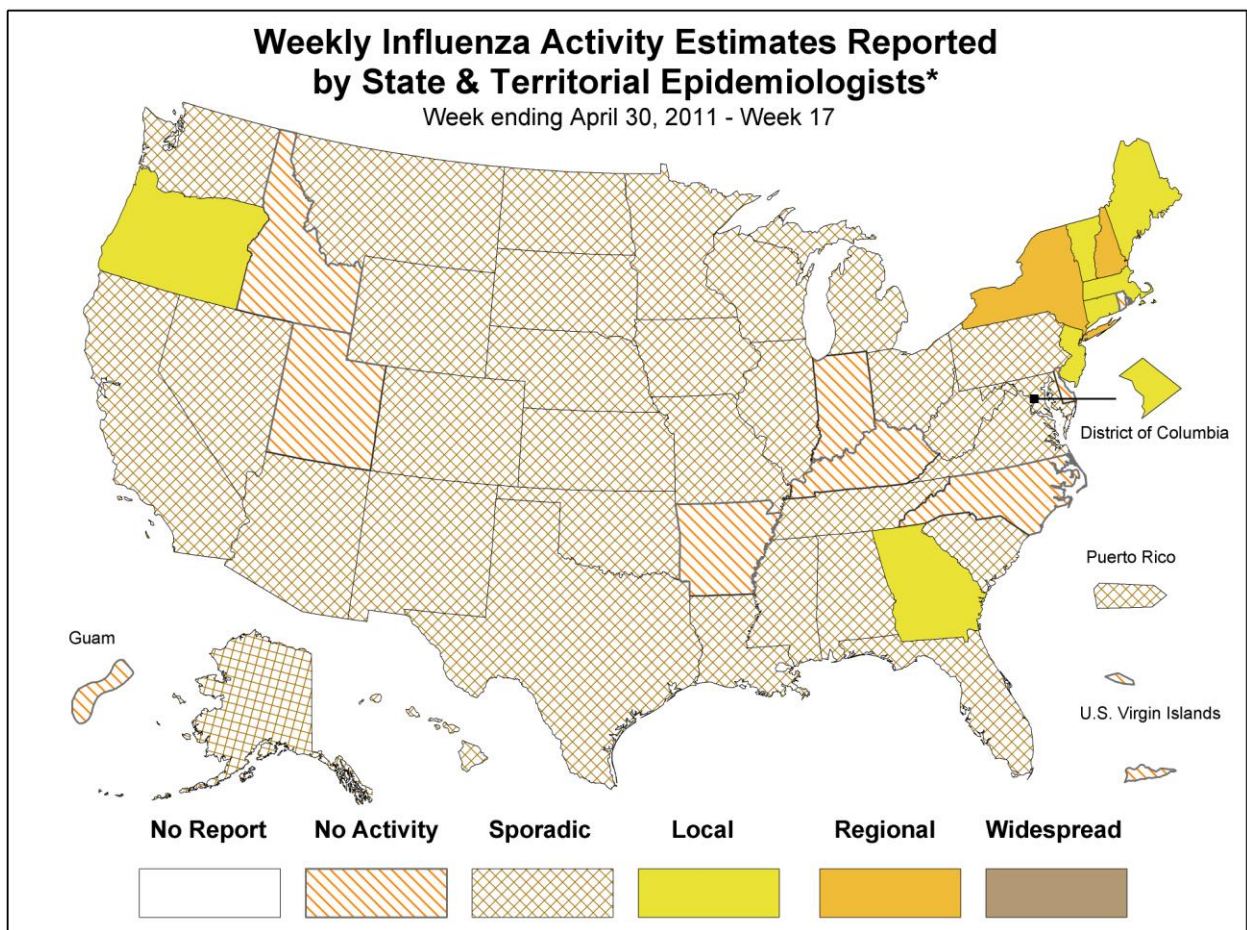 Weekly Influenza Activity Estimates Reported
by State & Territorial Epidemiologists*
Week ending April 30, 2011 - Week 17
District of Columbia
Puerto Rico
Guam
U.S. Virgin Islands
No Report No Activity Sporadic Local Regional Widespread